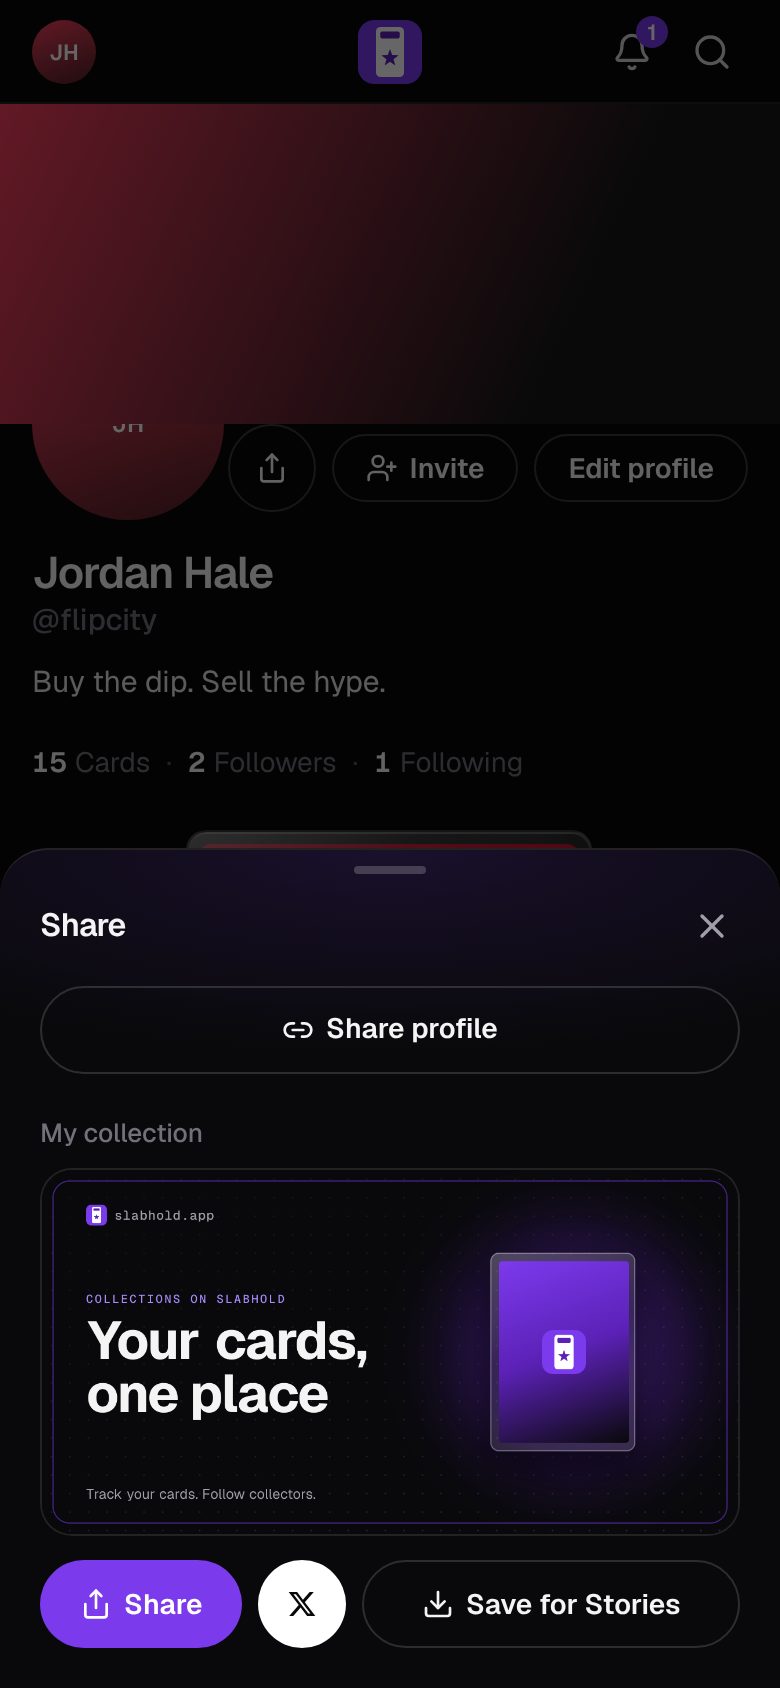 JH
1
JH
Invite
Edit profile
Jordan Hale
@flipcity
Buy the dip. Sell the hype.
15 Cards · 2 Followers · 1 Following
Share
Share profile
My collection
slabhold.app
COLLECTIONS ON SLABHOLD
Your cards,
one place
Track your cards. Follow collectors.
Share
Save for Stories